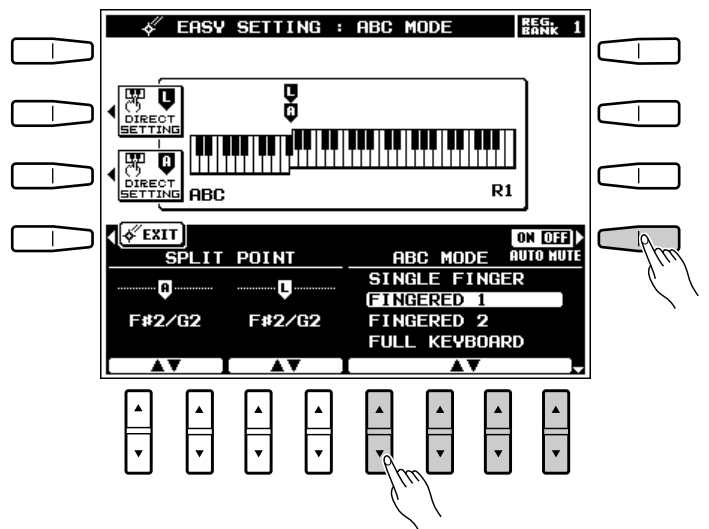 EASY SETTING : ABC MODE
REG. BANK 1
L
A
L
DIRECT
SETTING
A
DIRECT
SETTING
ABC
R1
EXIT
ON OFF
AUTO MUTE
SPLIT POINT
ABC MODE
A
L
F#2/G2
F#2/G2
SINGLE FINGER
FINGERED 1
FINGERED 2
FULL KEYBOARD